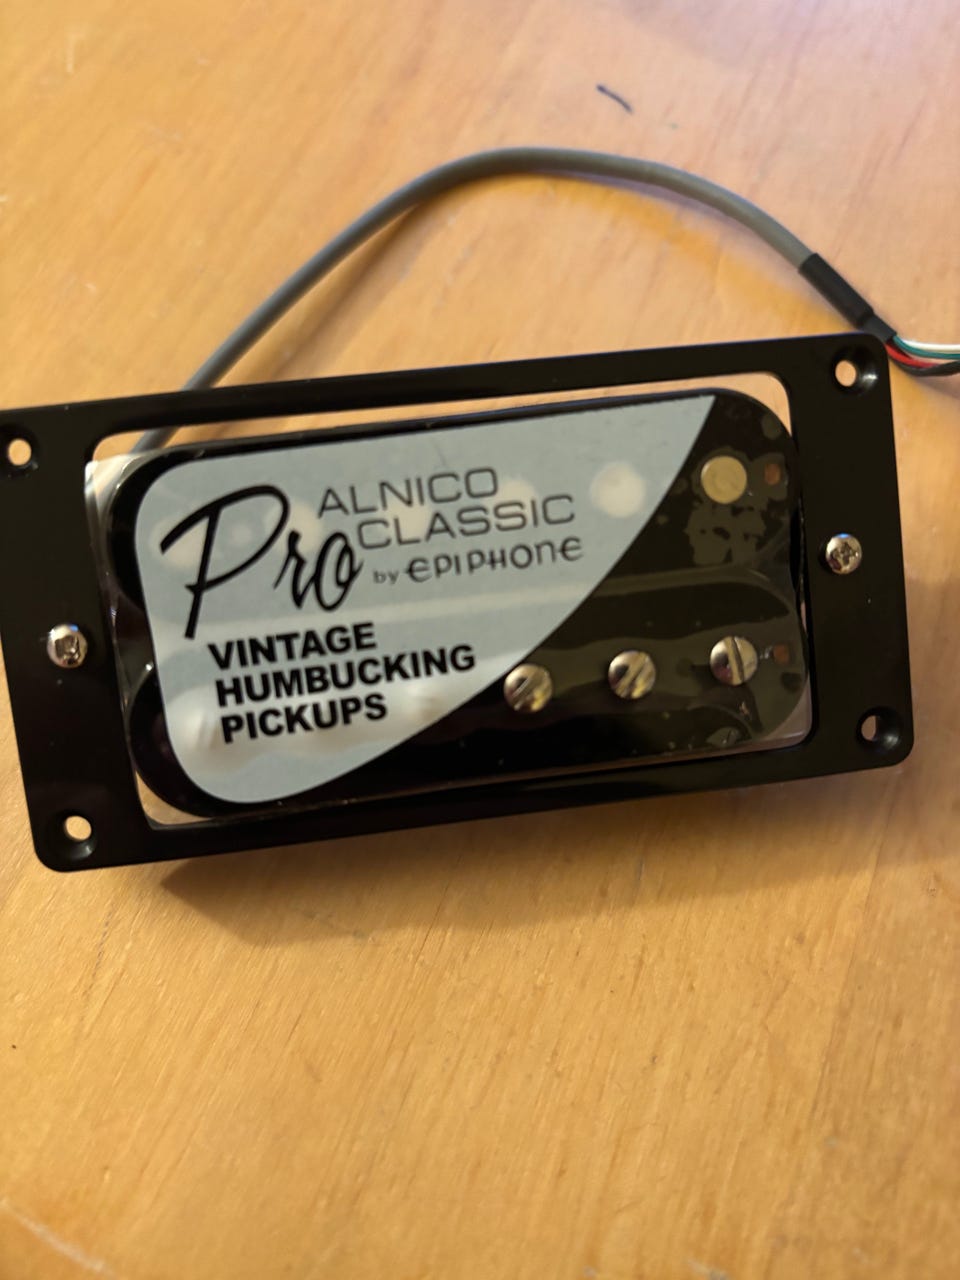 Pro ALNICO
CLASSIC
by EPIPHONE
VINTAGE
HUMBUCKING
PICKUPS